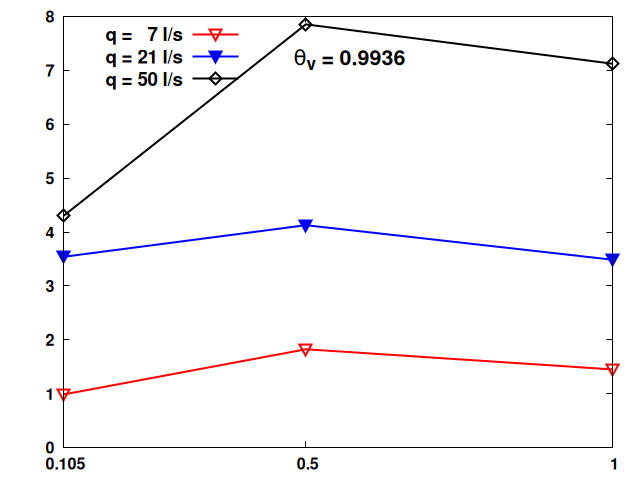 8
7
6
5
4
3
2
1
0
q = 7 l/s
q = 21 l/s
q = 50 l/s
θv = 0.9936
0.105 0.5 1